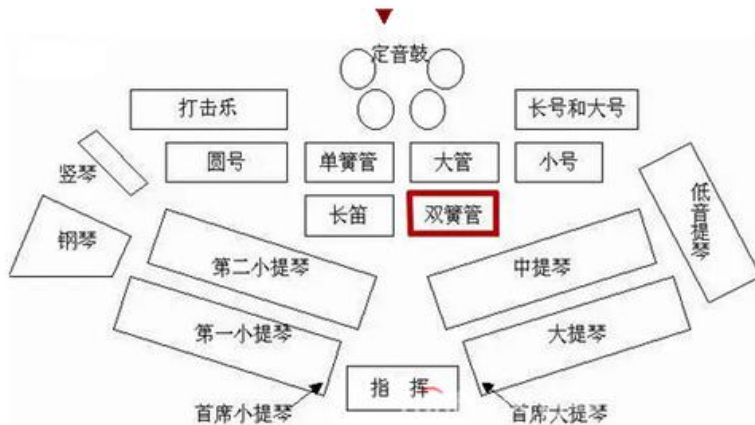 定音鼓
打击乐
长号和大号
竖琴
圆号
单簧管
大管
小号
低音提琴
钢琴
长笛
双簧管
第二小提琴
中提琴
第一小提琴
大提琴
指 挥
首席小提琴
首席大提琴